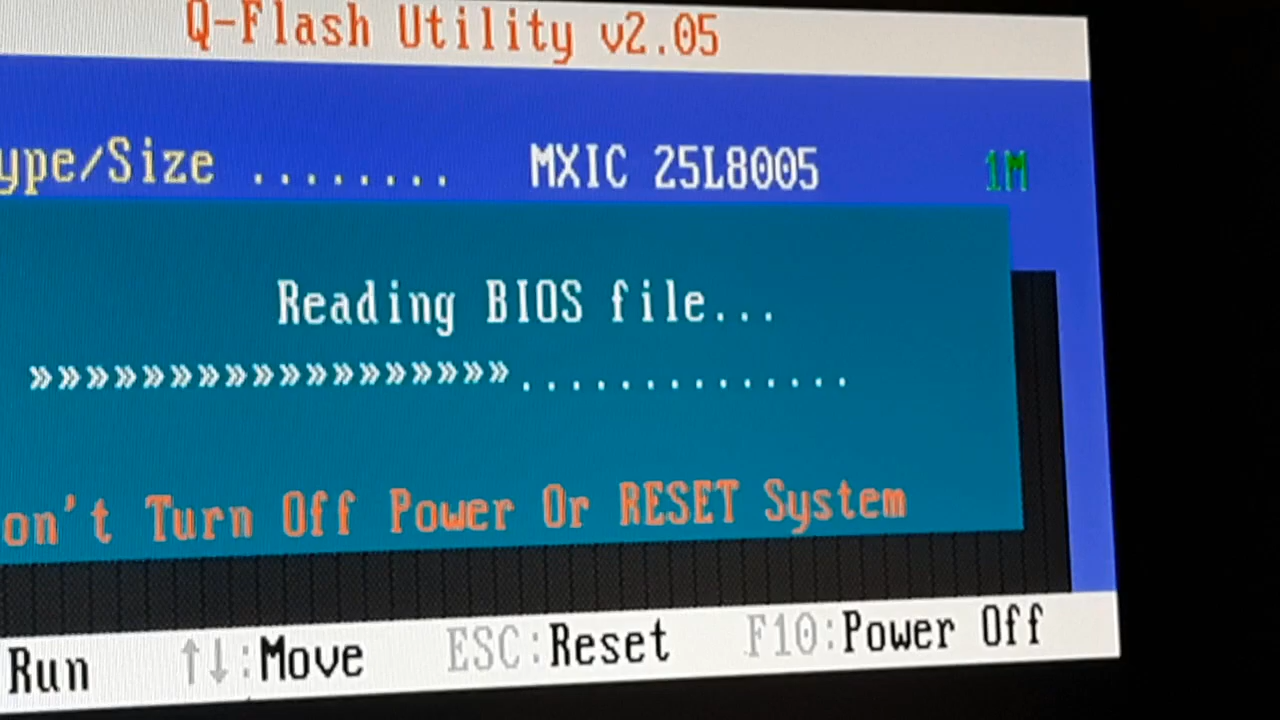 Q-Flash Utility v2.05
ype/Size ........ MXIC 25L8005 1M
Reading BIOS file...
»»»»»»»»»»»»»»»»»..............
on't Turn Off Power Or RESET System
Run ↑↓:Move ESC:Reset F10:Power Off